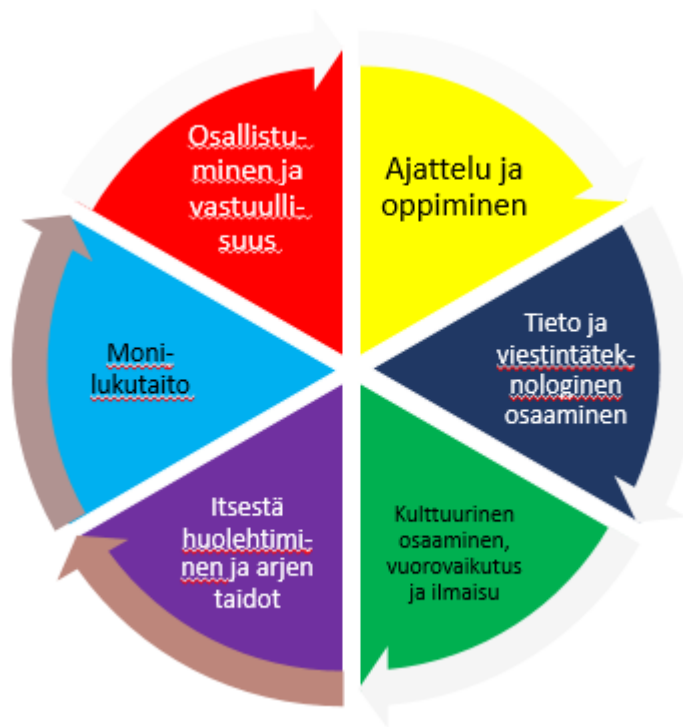 Osallistu-
minen ja
vastuulli-
suus
Ajattelu ja
oppiminen
Tieto ja
viestintätek-
nologinen
osaaminen
Kulttuurinen
osaaminen,
vuorovaikutus
ja ilmaisu
Itsestä
huolehtimi-
nen ja arjen
taidot
Moni-
lukutaito